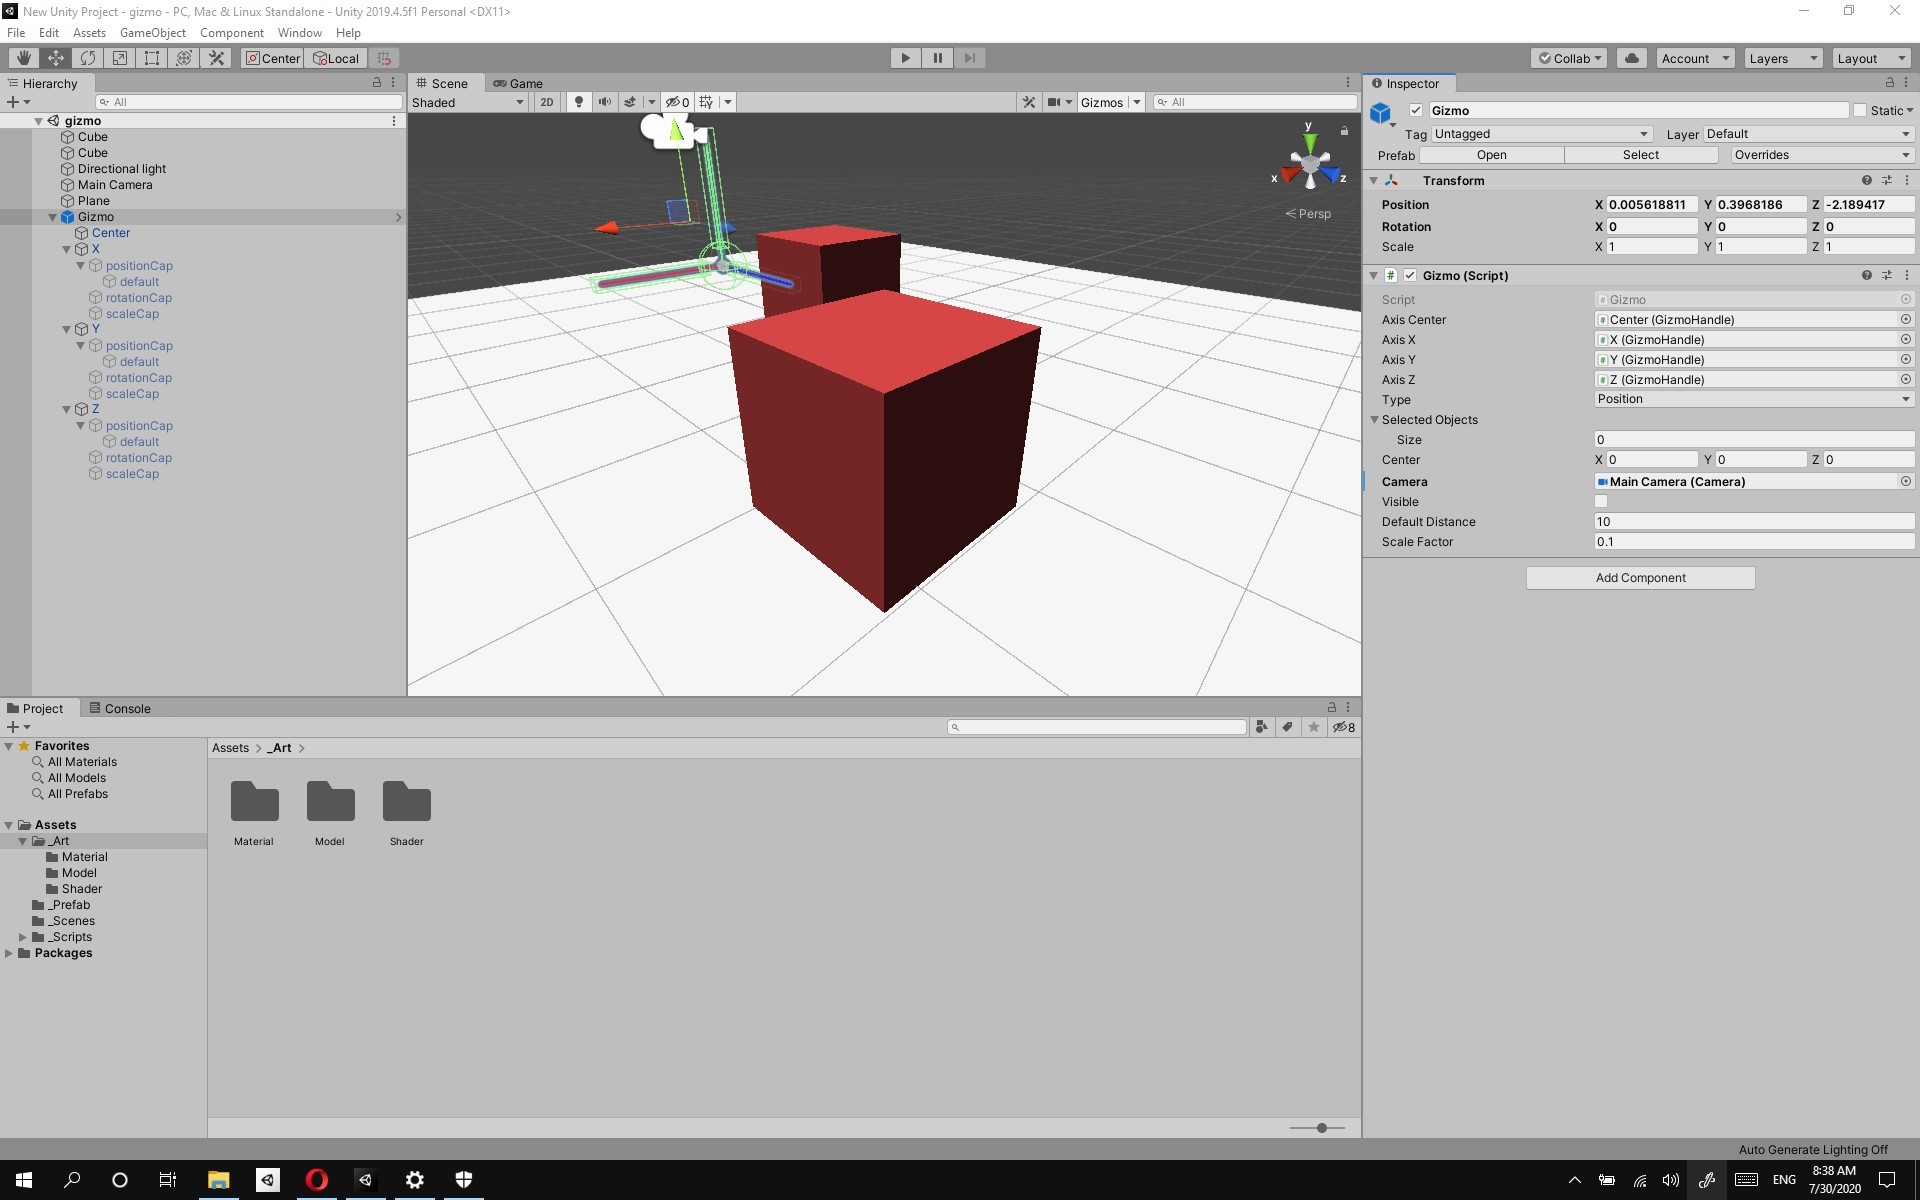 New Unity Project - gizmo - PC, Mac & Linux Standalone - Unity 2019.4.5f1 Personal <DX11>
File Edit Assets GameObject Component Window Help
Center Local Collab Account Layers Layout
Hierarchy
All
gizmo
Cube
Cube
Directional light
Main Camera
Plane
Gizmo
Center
X
positionCap
default
rotationCap
scaleCap
Y
positionCap
default
rotationCap
scaleCap
Z
positionCap
default
rotationCap
scaleCap
Scene Game
Shaded 2D 0 Gizmos All
y
x z
Persp
Inspector
Gizmo Static
Tag Untagged Layer Default
Prefab Open Select Overrides
Transform
Position X 0.005618811 Y 0.3968186 Z -2.189417
Rotation X 0 Y 0 Z 0
Scale X 1 Y 1 Z 1
# Gizmo (Script)
Script Gizmo
Axis Center Center (GizmoHandle)
Axis X X (GizmoHandle)
Axis Y Y (GizmoHandle)
Axis Z Z (GizmoHandle)
Type Position
Selected Objects
Size 0
Center X 0 Y 0 Z 0
Camera Main Camera (Camera)
Visible
Default Distance 10
Scale Factor 0.1
Add Component
Project Console
8
Favorites
All Materials
All Models
All Prefabs
Assets
_Art
Material
Model
Shader
_Prefab
_Scenes
_Scripts
Packages
Assets > _Art >
Material Model Shader
Auto Generate Lighting Off
ENG
8:38 AM
7/30/2020